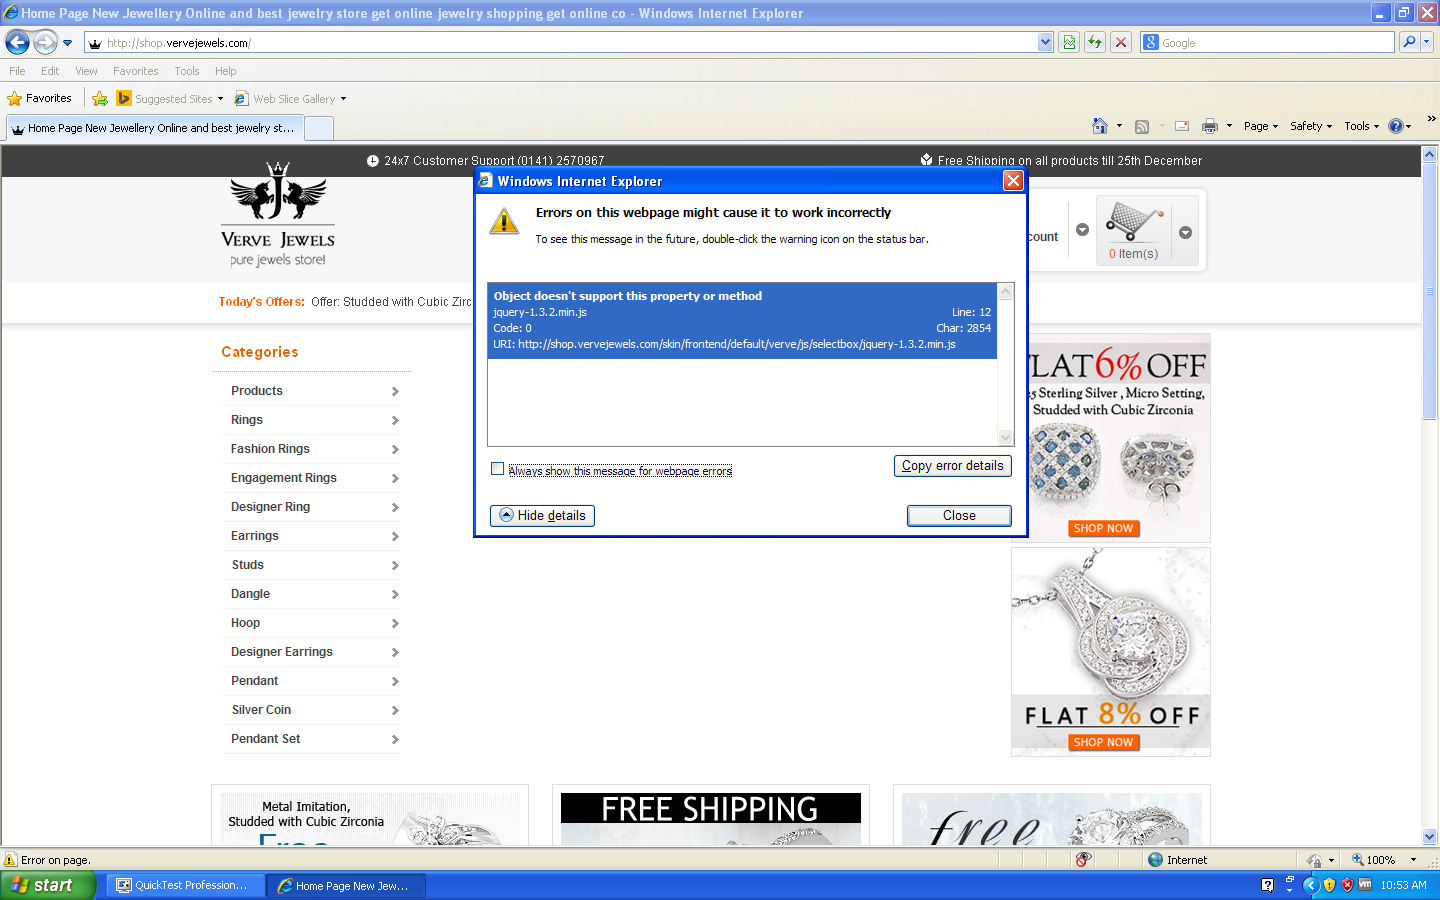 Home Page New Jewellery Online and best jewelry store get online jewelry shopping get online co - Windows Internet Explorer
http://shop.vervejewels.com/
Google
File Edit View Favorites Tools Help
Favorites Suggested Sites Web Slice Gallery
Home Page New Jewellery Online and best jewelry st...
Page Safety Tools
24x7 Customer Support (0141) 2570967
Free Shipping on all products till 25th December
VERVE JEWELS
pure jewels store!
count
0 Item(s)
Today's Offers: Offer: Studded with Cubic Zirc
Windows Internet Explorer
Errors on this webpage might cause it to work incorrectly
To see this message in the future, double-click the warning icon on the status bar.
Object doesn't support this property or method
jquery-1.3.2.min.js Line: 12
Code: 0 Char: 2854
URI: http://shop.vervejewels.com/skin/frontend/default/verve/js/selectbox/jquery-1.3.2.min.js
Always show this message for webpage errors
Copy error details
Hide details
Close
Categories
Products
Rings
Fashion Rings
Engagement Rings
Designer Ring
Earrings
Studs
Dangle
Hoop
Designer Earrings
Pendant
Silver Coin
Pendant Set
FLAT 6% OFF
5 Sterling Silver , Micro Setting,
Studded with Cubic Zirconia
SHOP NOW
FLAT 8% OFF
SHOP NOW
Metal Imitation,
Studded with Cubic Zirconia
Free
FREE SHIPPING
free
Error on page.
Internet
100%
start
QuickTest Profession...
Home Page New Jew...
10:53 AM